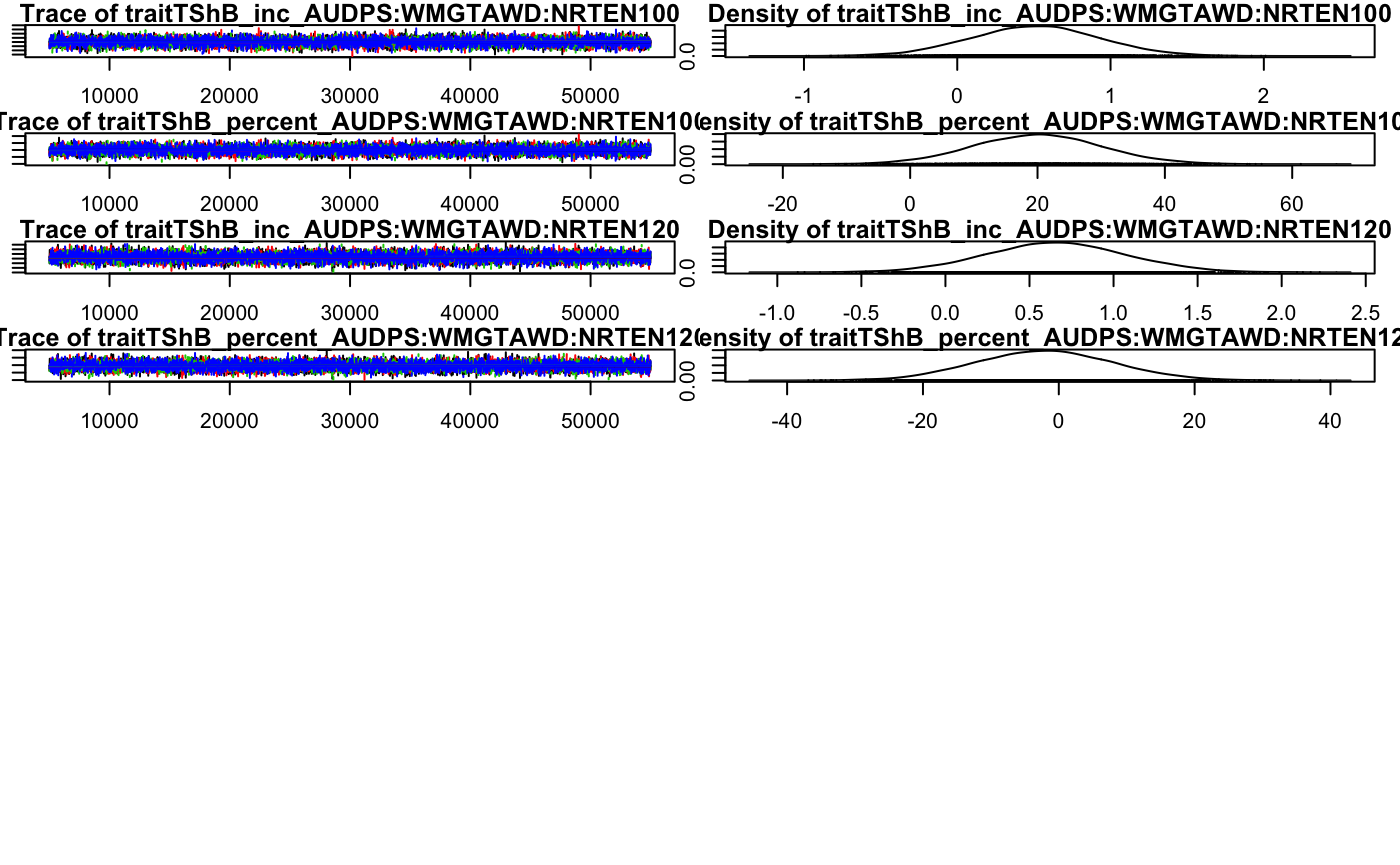 Trace of traitTShB_inc_AUDPS:WMGTAWD:NRTEN100 Density of traitTShB_inc_AUDPS:WMGTAWD:NRTEN100
0.0
10000 20000 30000 40000 50000 -1 0 1 2
Trace of traitTShB_percent_AUDPS:WMGTAWD:NRTEN100 ensity of traitTShB_percent_AUDPS:WMGTAWD:NRTEN10
0.00
10000 20000 30000 40000 50000 -20 0 20 40 60
Trace of traitTShB_inc_AUDPS:WMGTAWD:NRTEN120 Density of traitTShB_inc_AUDPS:WMGTAWD:NRTEN120
0.0
10000 20000 30000 40000 50000 -1.0 -0.5 0.0 0.5 1.0 1.5 2.0 2.5
Trace of traitTShB_percent_AUDPS:WMGTAWD:NRTEN120 ensity of traitTShB_percent_AUDPS:WMGTAWD:NRTEN12
0.00
10000 20000 30000 40000 50000 -40 -20 0 20 40